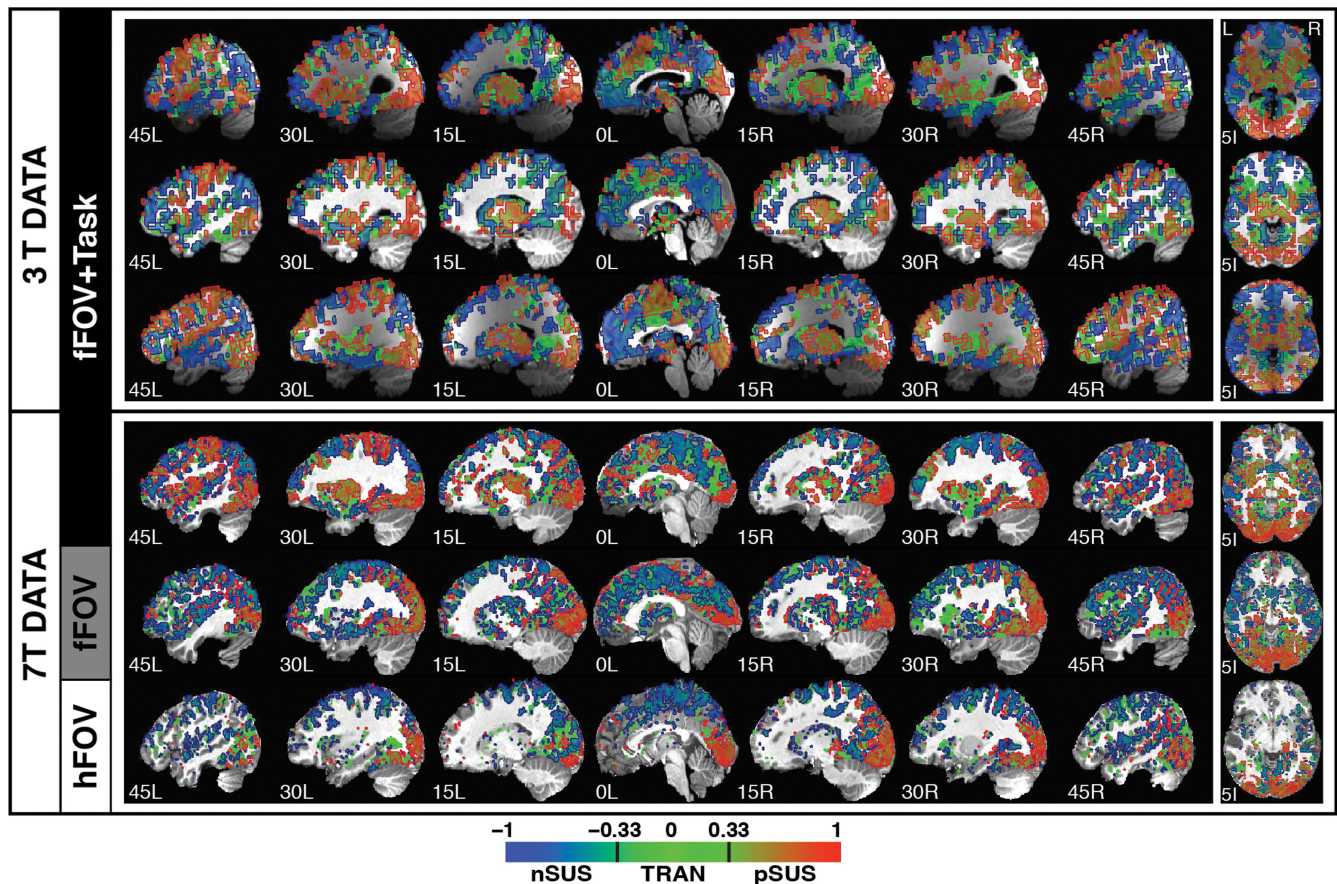 3 T DATA
fFOV+Task
L R
45L 30L 15L 0L 15R 30R 45R 5I
45L 30L 15L 0L 15R 30R 45R 5I
45L 30L 15L 0L 15R 30R 45R 5I
7T DATA
45L 30L 15L 0L 15R 30R 45R 5I
fFOV
45L 30L 15L 0L 15R 30R 45R 5I
hFOV
45L 30L 15L 0L 15R 30R 45R 5I
−1 −0.33 0 0.33 1
nSUS TRAN pSUS